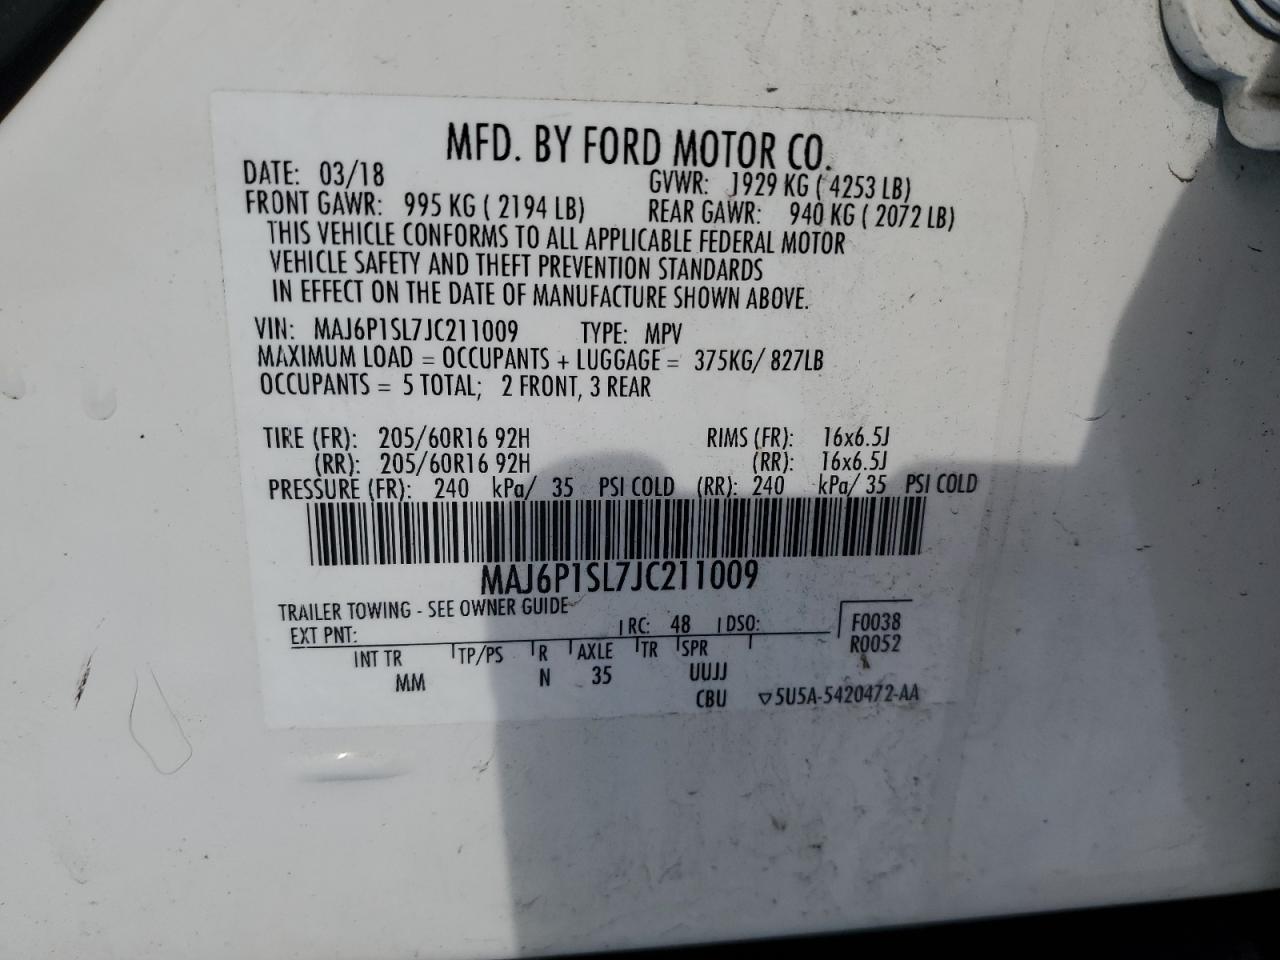 MFD. BY FORD MOTOR CO.
DATE: 03/18 GVWR: 1929 KG ( 4253 LB)
FRONT GAWR: 995 KG ( 2194 LB) REAR GAWR: 940 KG ( 2072 LB)
THIS VEHICLE CONFORMS TO ALL APPLICABLE FEDERAL MOTOR
VEHICLE SAFETY AND THEFT PREVENTION STANDARDS
IN EFFECT ON THE DATE OF MANUFACTURE SHOWN ABOVE.
VIN: MAJ6P1SL7JC211009 TYPE: MPV
MAXIMUM LOAD = OCCUPANTS + LUGGAGE = 375KG/ 827LB
OCCUPANTS = 5 TOTAL; 2 FRONT, 3 REAR
TIRE (FR): 205/60R16 92H RIMS (FR): 16x6.5J
(RR): 205/60R16 92H (RR): 16x6.5J
PRESSURE (FR): 240 kPa/ 35 PSI COLD (RR): 240 kPa/ 35 PSI COLD
MAJ6P1SL7JC211009
TRAILER TOWING - SEE OWNER GUIDE
EXT PNT: RC: 48 DSO: F0038
R0052
INT TR TP/PS R AXLE TR SPR
MM N 35 UUJJ
CBU ▽5U5A-5420472-AA